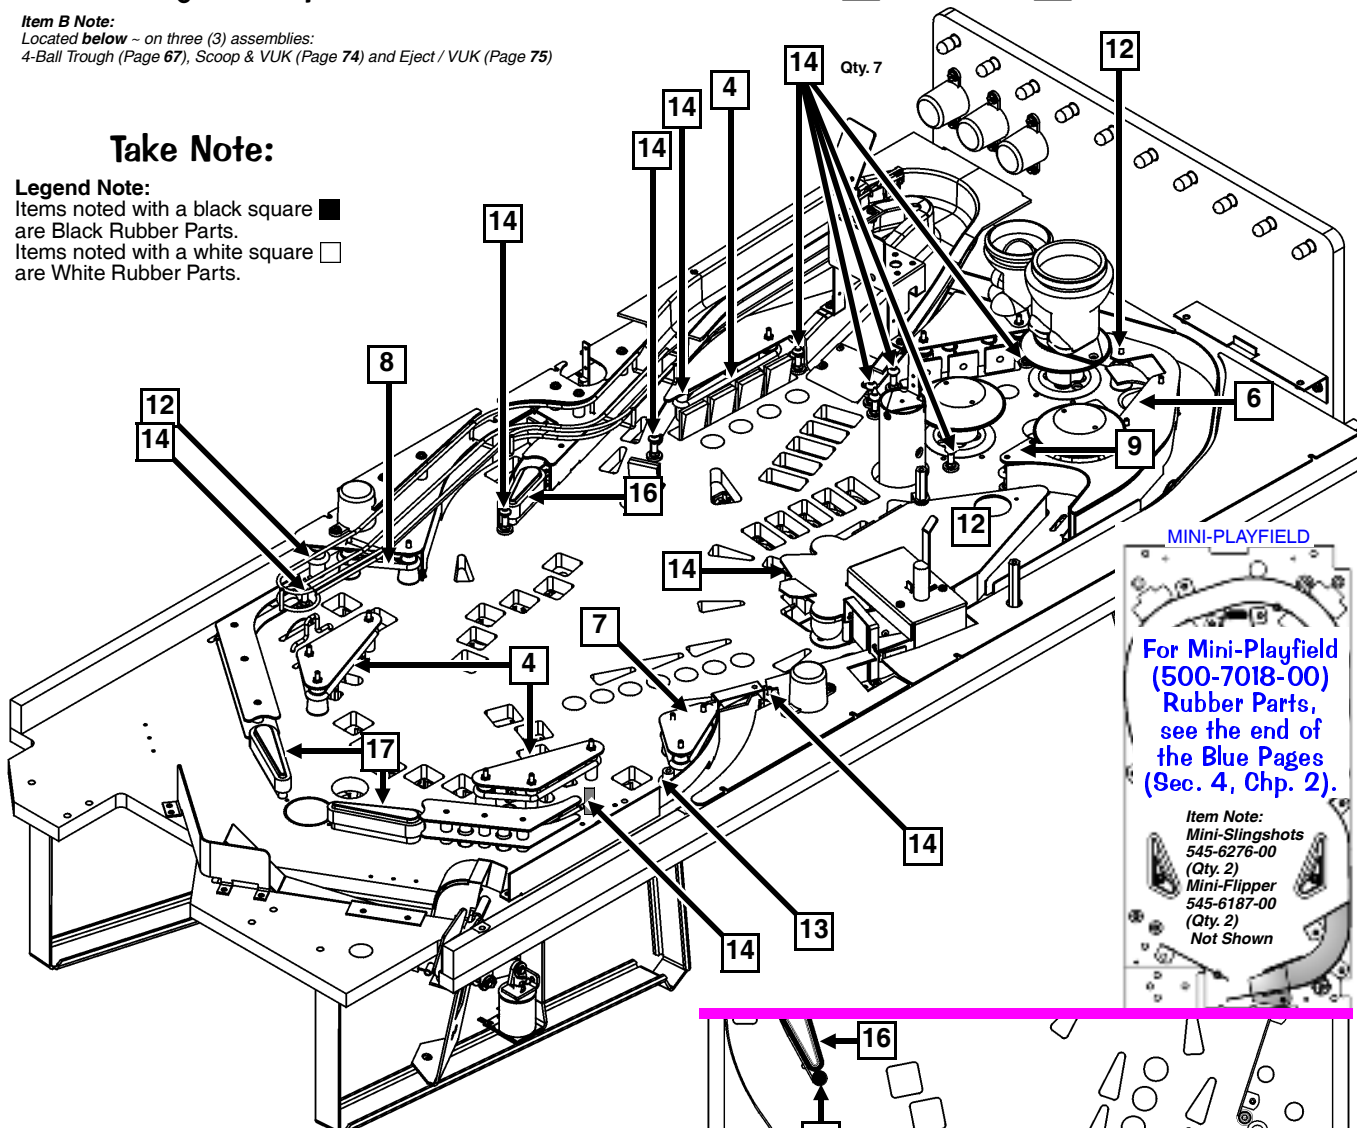 Item B Note:
Located below ~ on three (3) assemblies:
4-Ball Trough (Page 67), Scoop & VUK (Page 74) and Eject / VUK (Page 75)
Take Note:
Legend Note:
Items noted with a black square
are Black Rubber Parts.
Items noted with a white square
are White Rubber Parts.
14 Qty. 7
12
4
14
14
14
8
12
14
6
9
16
12
14
7
4
17
14
13
14
MINI-PLAYFIELD
For Mini-Playfield
(500-7018-00)
Rubber Parts,
see the end of
the Blue Pages
(Sec. 4, Chp. 2).
Item Note:
Mini-Slingshots
545-6276-00
(Qty. 2)
Mini-Flipper
545-6187-00
(Qty. 2)
Not Shown
16